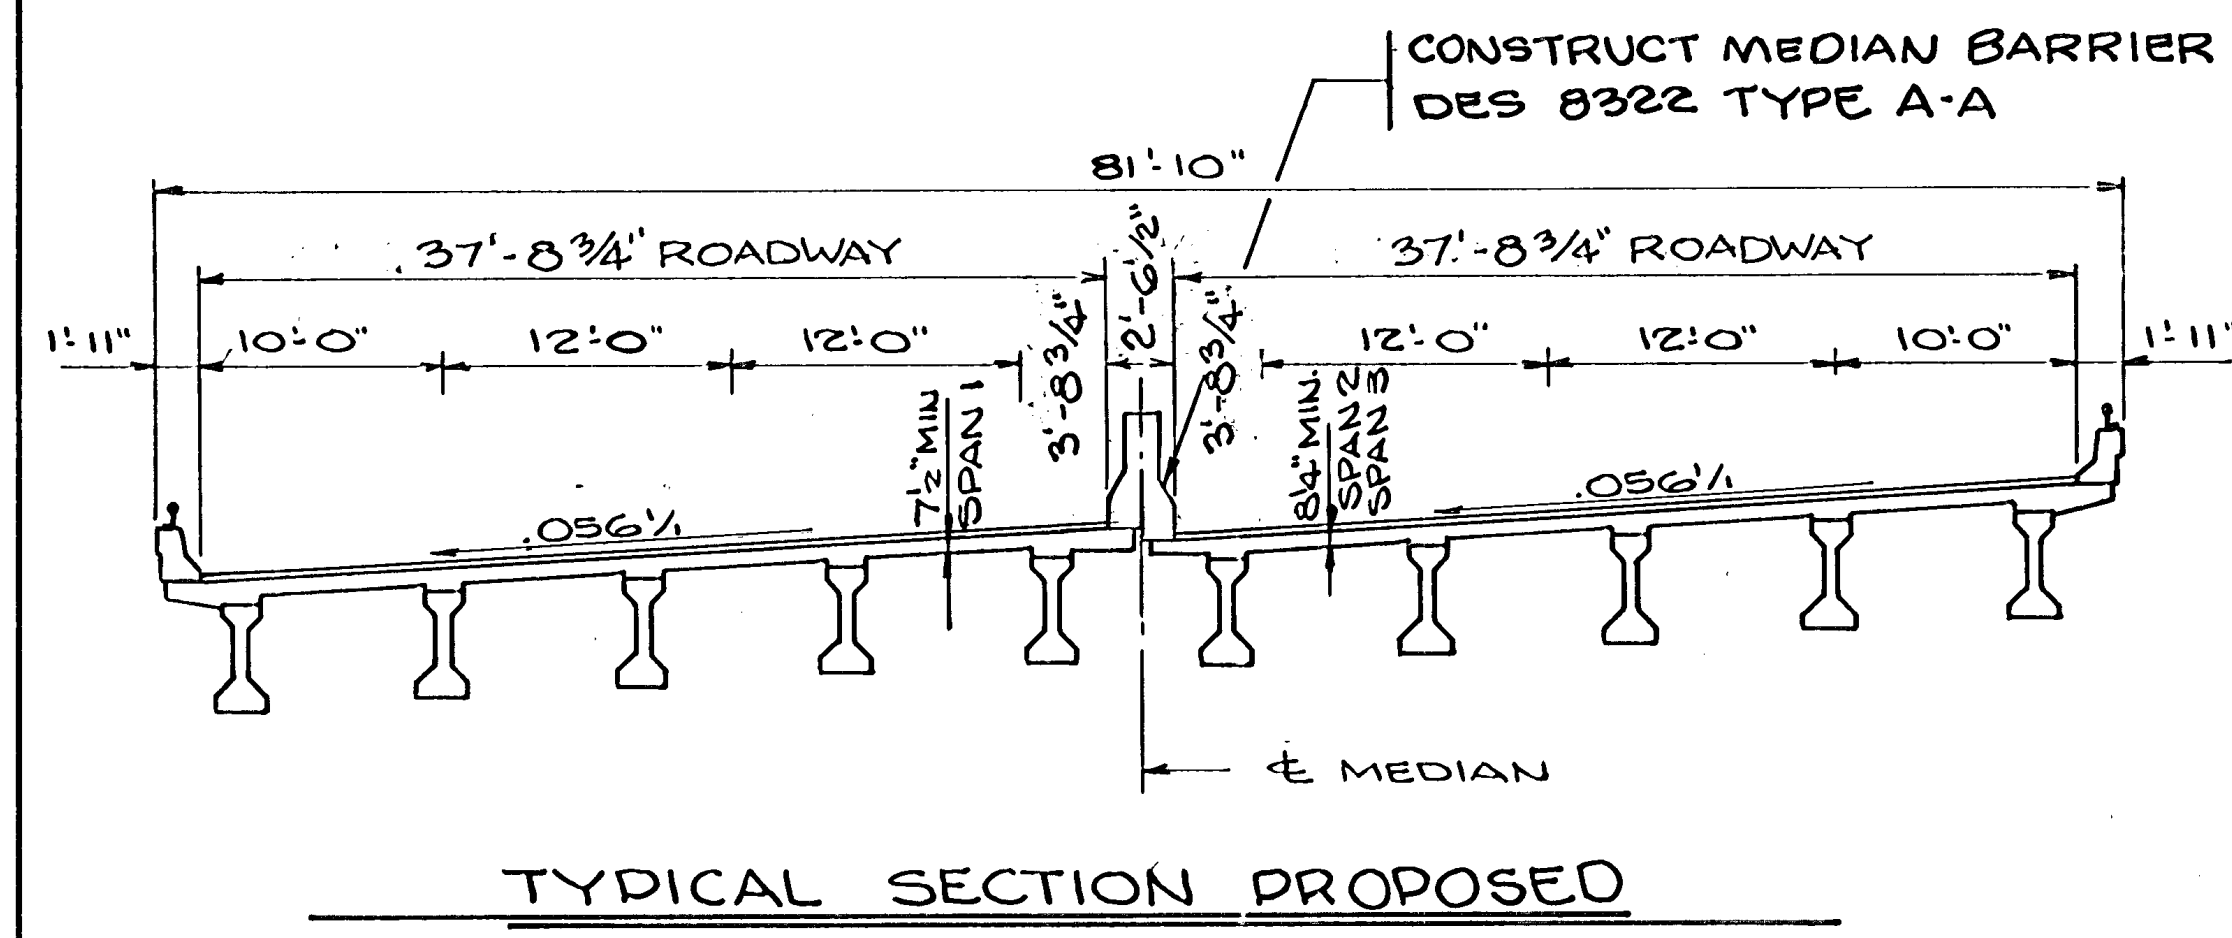 CONSTRUCT MEDIAN BARRIER
DES 8322 TYPE A-A
81'-10"
37'-8 3/4" ROADWAY
2'-6 1/2"
37'-8 3/4" ROADWAY
1'-11"
10'-0"
12'-0"
12'-0"
3'-8 3/4"
3'-8 3/4"
12'-0"
12'-0"
10'-0"
1'-11"
7 1/2" MIN
SPAN 1
8 1/4" MIN.
SPAN 2
SPAN 3
.056'/1
.056'/1
℄ MEDIAN
TYPICAL SECTION PROPOSED